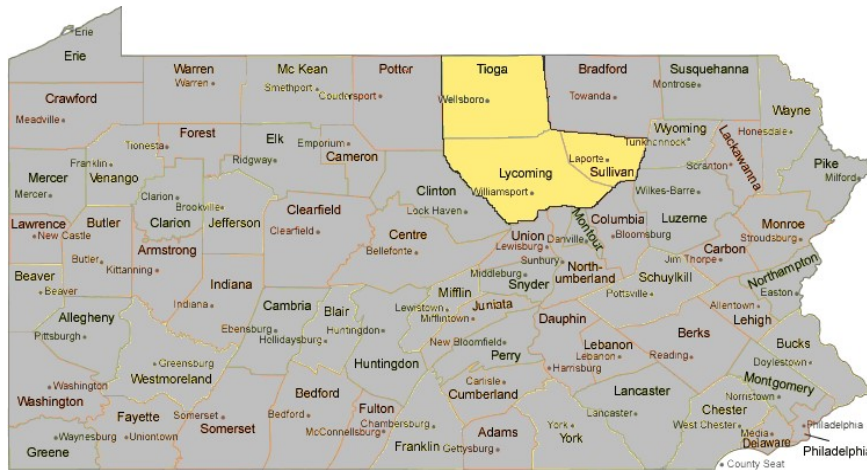 Erie
Erie
Warren
Warren
Mc Kean
Smethport
Potter
Coudersport
Tioga
Wellsboro
Bradford
Towanda
Susquehanna
Montrose
Wayne
Honesdale
Crawford
Meadville
Forest
Tionesta
Elk
Ridgway
Emporium
Cameron
Wyoming
Tunkhannock
Lackawanna
Scranton
Pike
Milford
Mercer
Mercer
Venango
Franklin
Clarion
Clarion
Brookville
Jefferson
Clearfield
Clearfield
Clinton
Lock Haven
Lycoming
Williamsport
Laporte
Sullivan
Wilkes-Barre
Luzerne
Lawrence
New Castle
Butler
Butler
Kittanning
Armstrong
Indiana
Indiana
Centre
Bellefonte
Union
Lewisburg
Montour
Danville
Columbia
Bloomsburg
Monroe
Stroudsburg
Carbon
Jim Thorpe
Beaver
Beaver
Allegheny
Pittsburgh
Cambria
Ebensburg
Blair
Hollidaysburg
Huntingdon
Huntingdon
Mifflin
Lewistown
Juniata
Mifflintown
Middleburg
Snyder
Sunbury
North-
umberland
Schuylkill
Pottsville
Northampton
Easton
Allentown
Lehigh
Washington
Washington
Greensburg
Westmoreland
New Bloomfield
Perry
Dauphin
Harrisburg
Lebanon
Lebanon
Berks
Reading
Bucks
Doylestown
Montgomery
Norristown
Greene
Waynesburg
Fayette
Uniontown
Somerset
Somerset
Bedford
Bedford
Fulton
McConnellsburg
Chambersburg
Franklin
Carlisle
Cumberland
Adams
Gettysburg
York
York
Lancaster
Lancaster
Chester
West Chester
Media
Delaware
Philadelphia
Philadelphia
County Seat